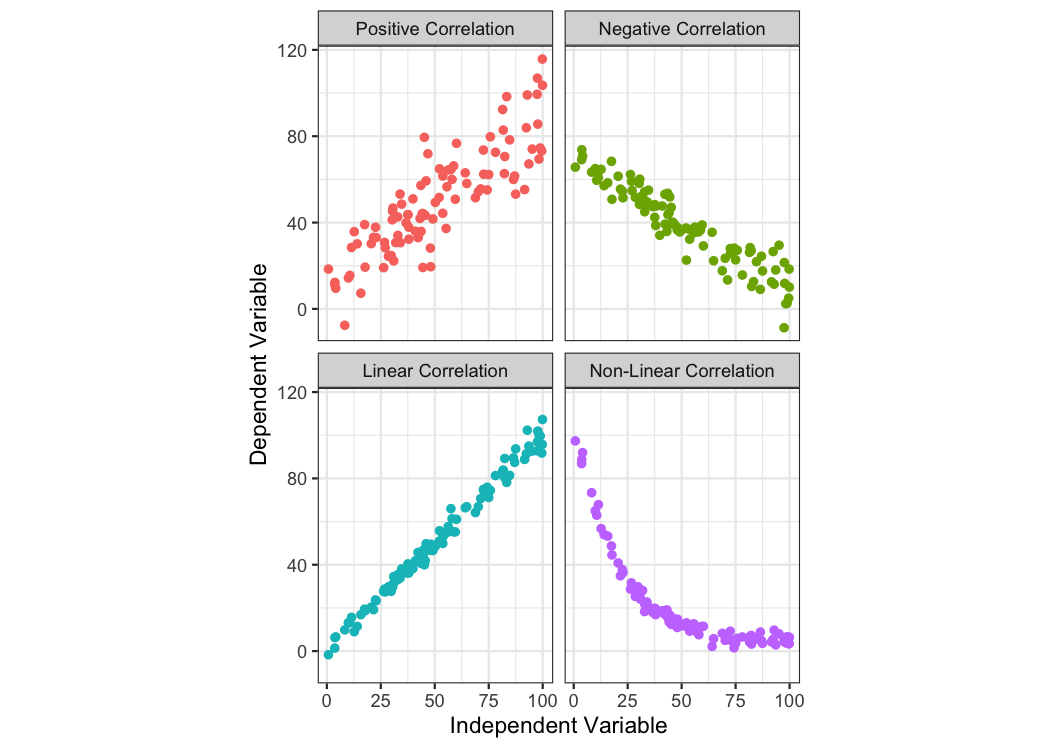 Positive Correlation
Negative Correlation
120
80
40
0
Linear Correlation
Non-Linear Correlation
120
80
40
0
0 25 50 75 100
0 25 50 75 100
Dependent Variable
Independent Variable